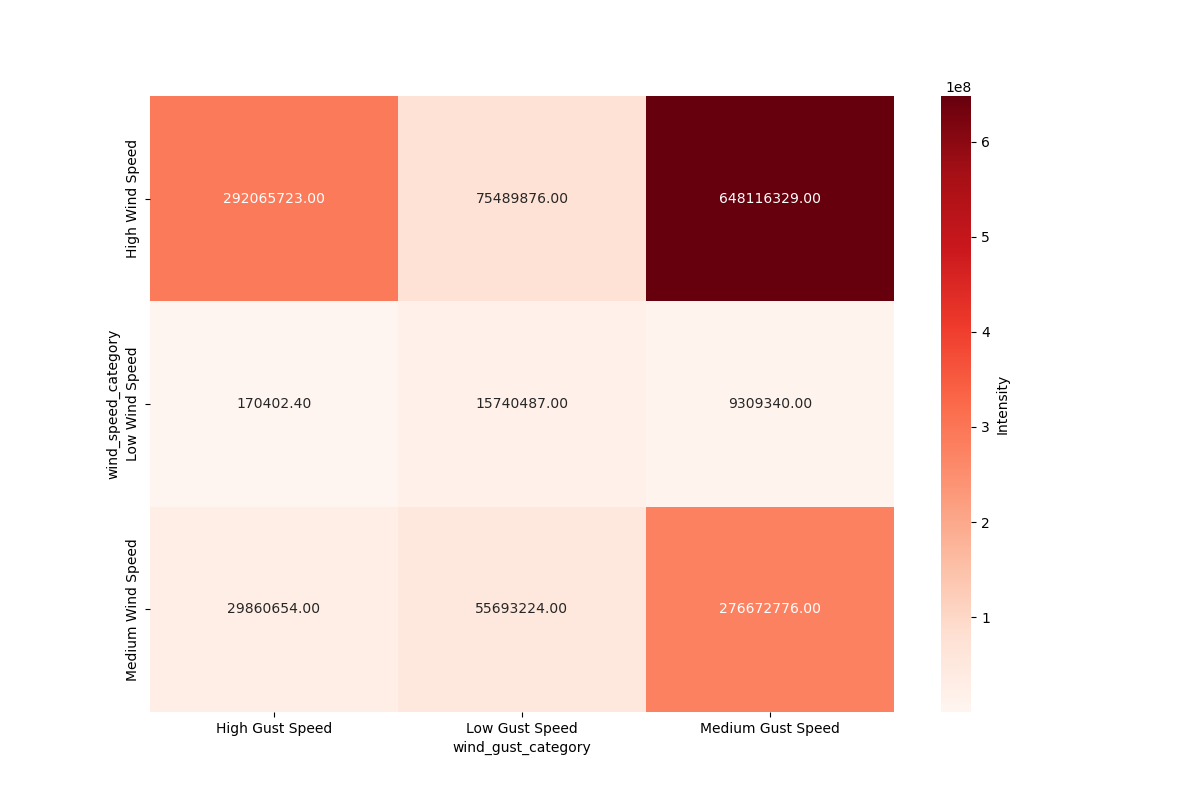 1e8
High Wind Speed
292065723.00
75489876.00
648116329.00
6
5
wind_speed_category
Low Wind Speed
170402.40
15740487.00
9309340.00
4
Intensity
3
Medium Wind Speed
29860654.00
55693224.00
276672776.00
2
1
High Gust Speed
Low Gust Speed
Medium Gust Speed
wind_gust_category